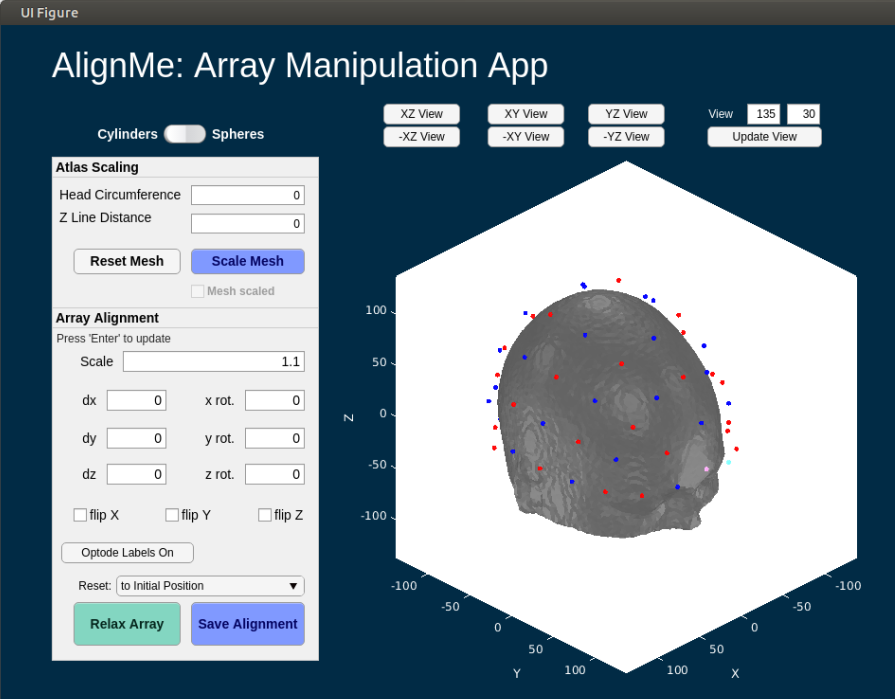 UI Figure
AlignMe: Array Manipulation App
XZ View XY View YZ View View 135 30
-XZ View -XY View -YZ View Update View
Cylinders Spheres
Atlas Scaling
Head Circumference 0
Z Line Distance 0
Reset Mesh Scale Mesh
Mesh scaled
Array Alignment
Press 'Enter' to update
Scale 1.1
dx 0 x rot. 0
dy 0 y rot. 0
dz 0 z rot. 0
flip X flip Y flip Z
Optode Labels On
Reset: to Initial Position
Relax Array Save Alignment
100
50
0
-50
-100
Z
-100
-50
0
50
100
Y
-100
-50
0
50
100
X